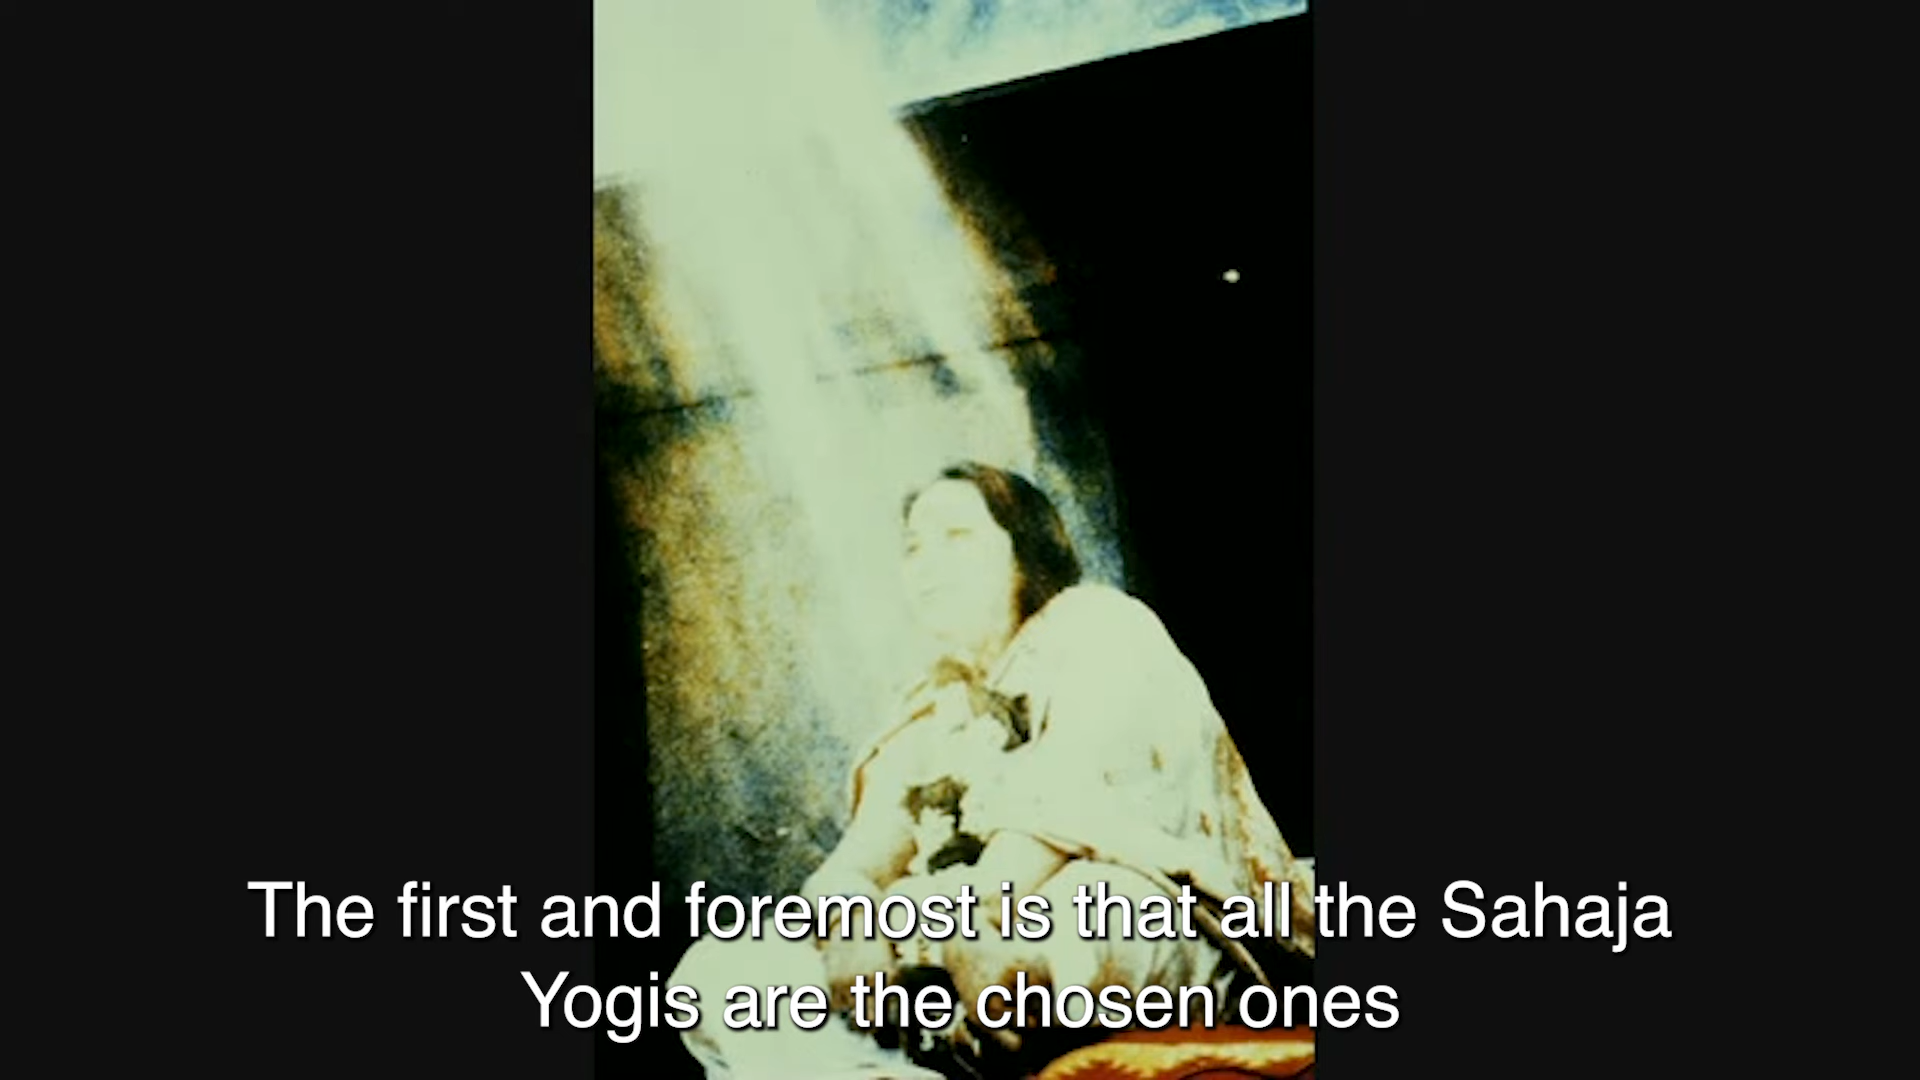 The first and foremost is that all the Sahaja
Yogis are the chosen ones